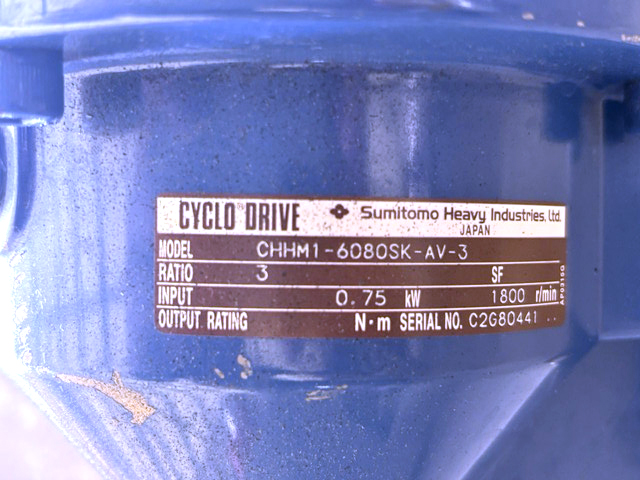 CYCLO™ DRIVE Sumitomo Heavy Industries, Ltd.
JAPAN
MODEL CHHM1-6080SK-AV-3
RATIO 3 SF
INPUT 0.75 kW 1800 r/min
OUTPUT RATING N·m SERIAL NO. C2G80441